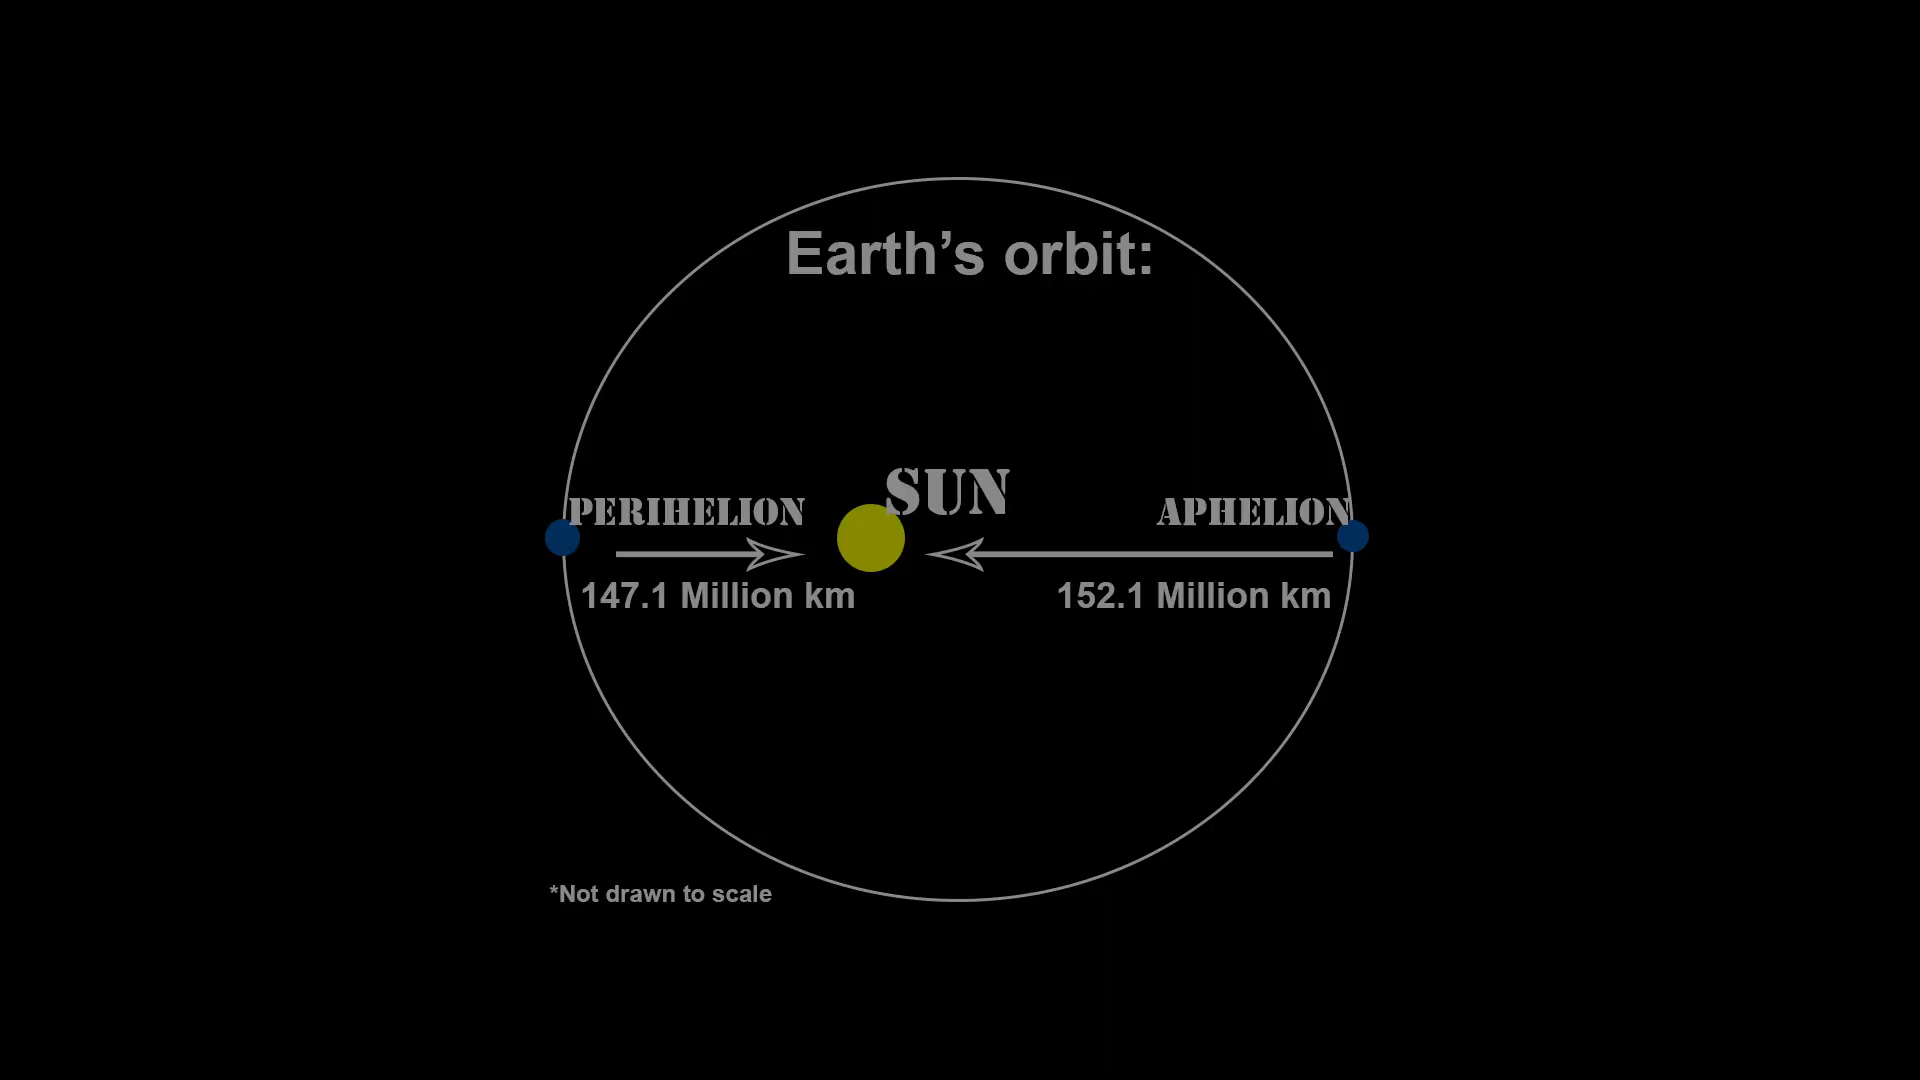 Earth’s orbit:
SUN
PERIHELION
APHELION
147.1 Million km
152.1 Million km
*Not drawn to scale